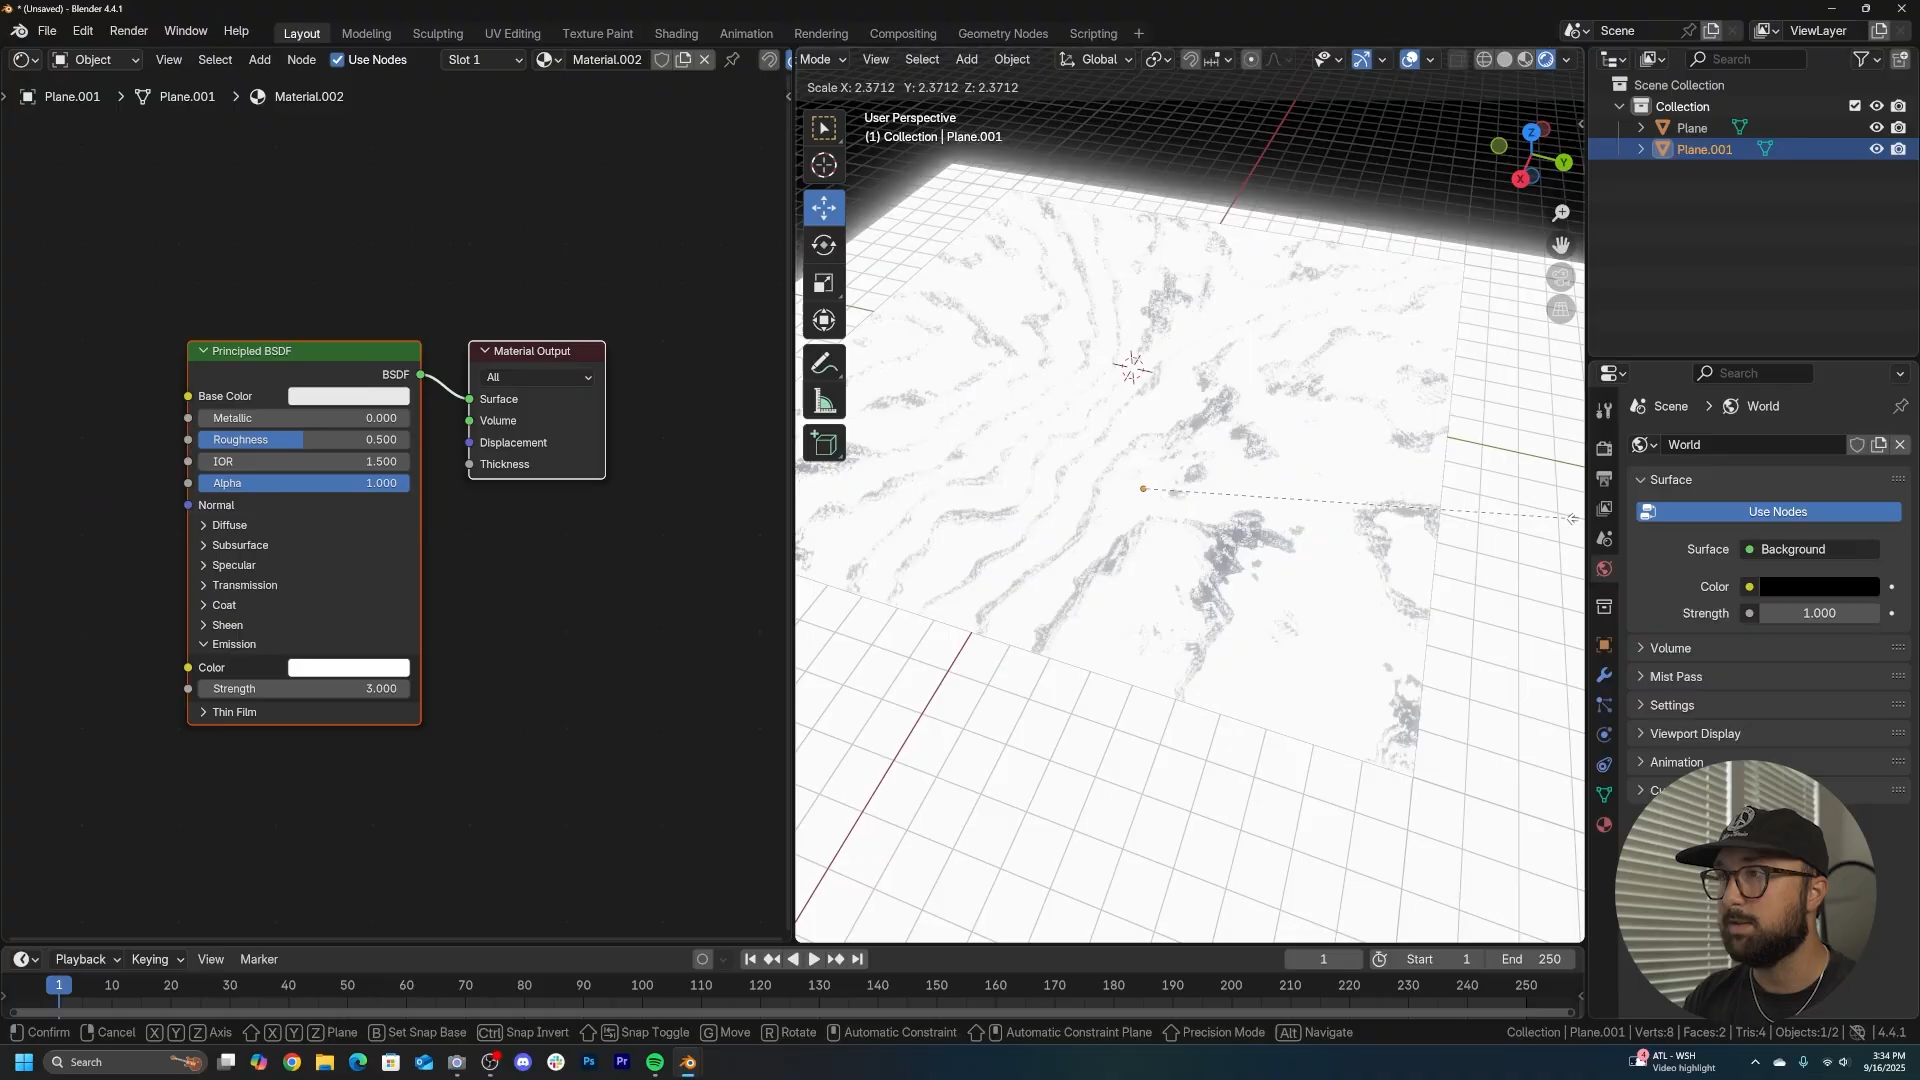 * (Unsaved) - Blender 4.4.1
File Edit Render Window Help
Layout Modeling Sculpting UV Editing Texture Paint Shading Animation Rendering Compositing Geometry Nodes Scripting +
Scene
ViewLayer
Object View Select Add Node Use Nodes Slot 1 Material.002
Mode View Select Add Object Global
Search
Plane.001 > Plane.001 > Material.002
Scale X: 2.3712 Y: 2.3712 Z: 2.3712
User Perspective
(1) Collection | Plane.001
Z
Y
X
Scene Collection
Collection
Plane
Plane.001
Principled BSDF
BSDF
Base Color
Metallic 0.000
Roughness 0.500
IOR 1.500
Alpha 1.000
Normal
Diffuse
Subsurface
Specular
Transmission
Coat
Sheen
Emission
Color
Strength 3.000
Thin Film
Material Output
All
Surface
Volume
Displacement
Thickness
Search
Scene > World
World
Surface
Use Nodes
Surface Background
Color
Strength 1.000
Volume
Mist Pass
Settings
Viewport Display
Animation
Playback Keying View Marker
1 Start 1 End 250
1 10 20 30 40 50 60 70 80 90 100 110 120 130 140 150 160 170 180 190 200 210 220 230 240 250
Confirm Cancel X Y Z Axis X Y Z Plane B Set Snap Base Ctrl Snap Invert Snap Toggle G Move R Rotate Automatic Constraint Automatic Constraint Plane Precision Mode Alt Navigate
Collection | Plane.001 | Verts:8 | Faces:2 | Tris:4 | Objects:1/2 | 4.4.1
Search
Ps
Pr
4
ATL - WSH
Video highlight
3:34 PM
9/16/2025